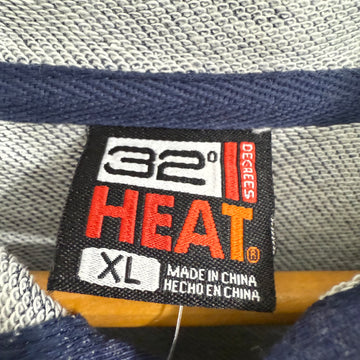 32°
DEGREES
HEAT®
XL
MADE IN CHINA
HECHO EN CHINA